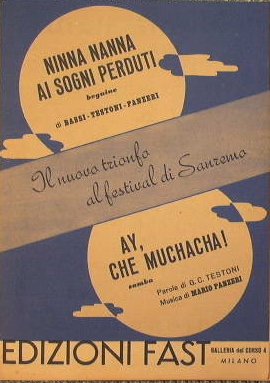 NINNA NANNA
AI SOGNI PERDUTI
beguine
di BASSI - TESTONI - PANZERI
Il nuovo trionfo
al festival di Sanremo
AY,
CHE MUCHACHA!
samba
Parole di G. C. TESTONI
Musica di MARIO PANZERI
EDIZIONI FAST
GALLERIA del CORSO 4
MILANO